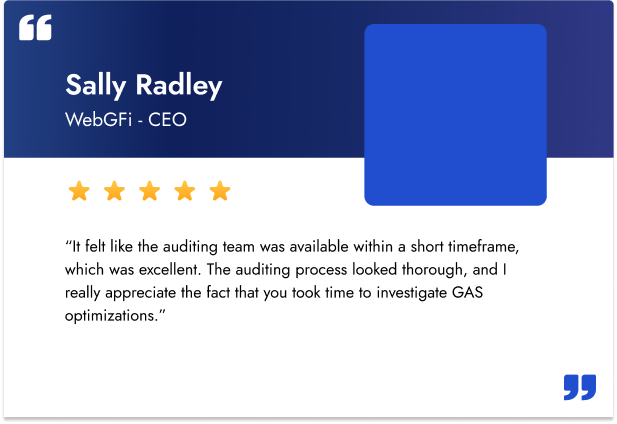 Sally Radley
WebGFi - CEO
“It felt like the auditing team was available within a short timeframe,
which was excellent. The auditing process looked thorough, and I
really appreciate the fact that you took time to investigate GAS
optimizations.”